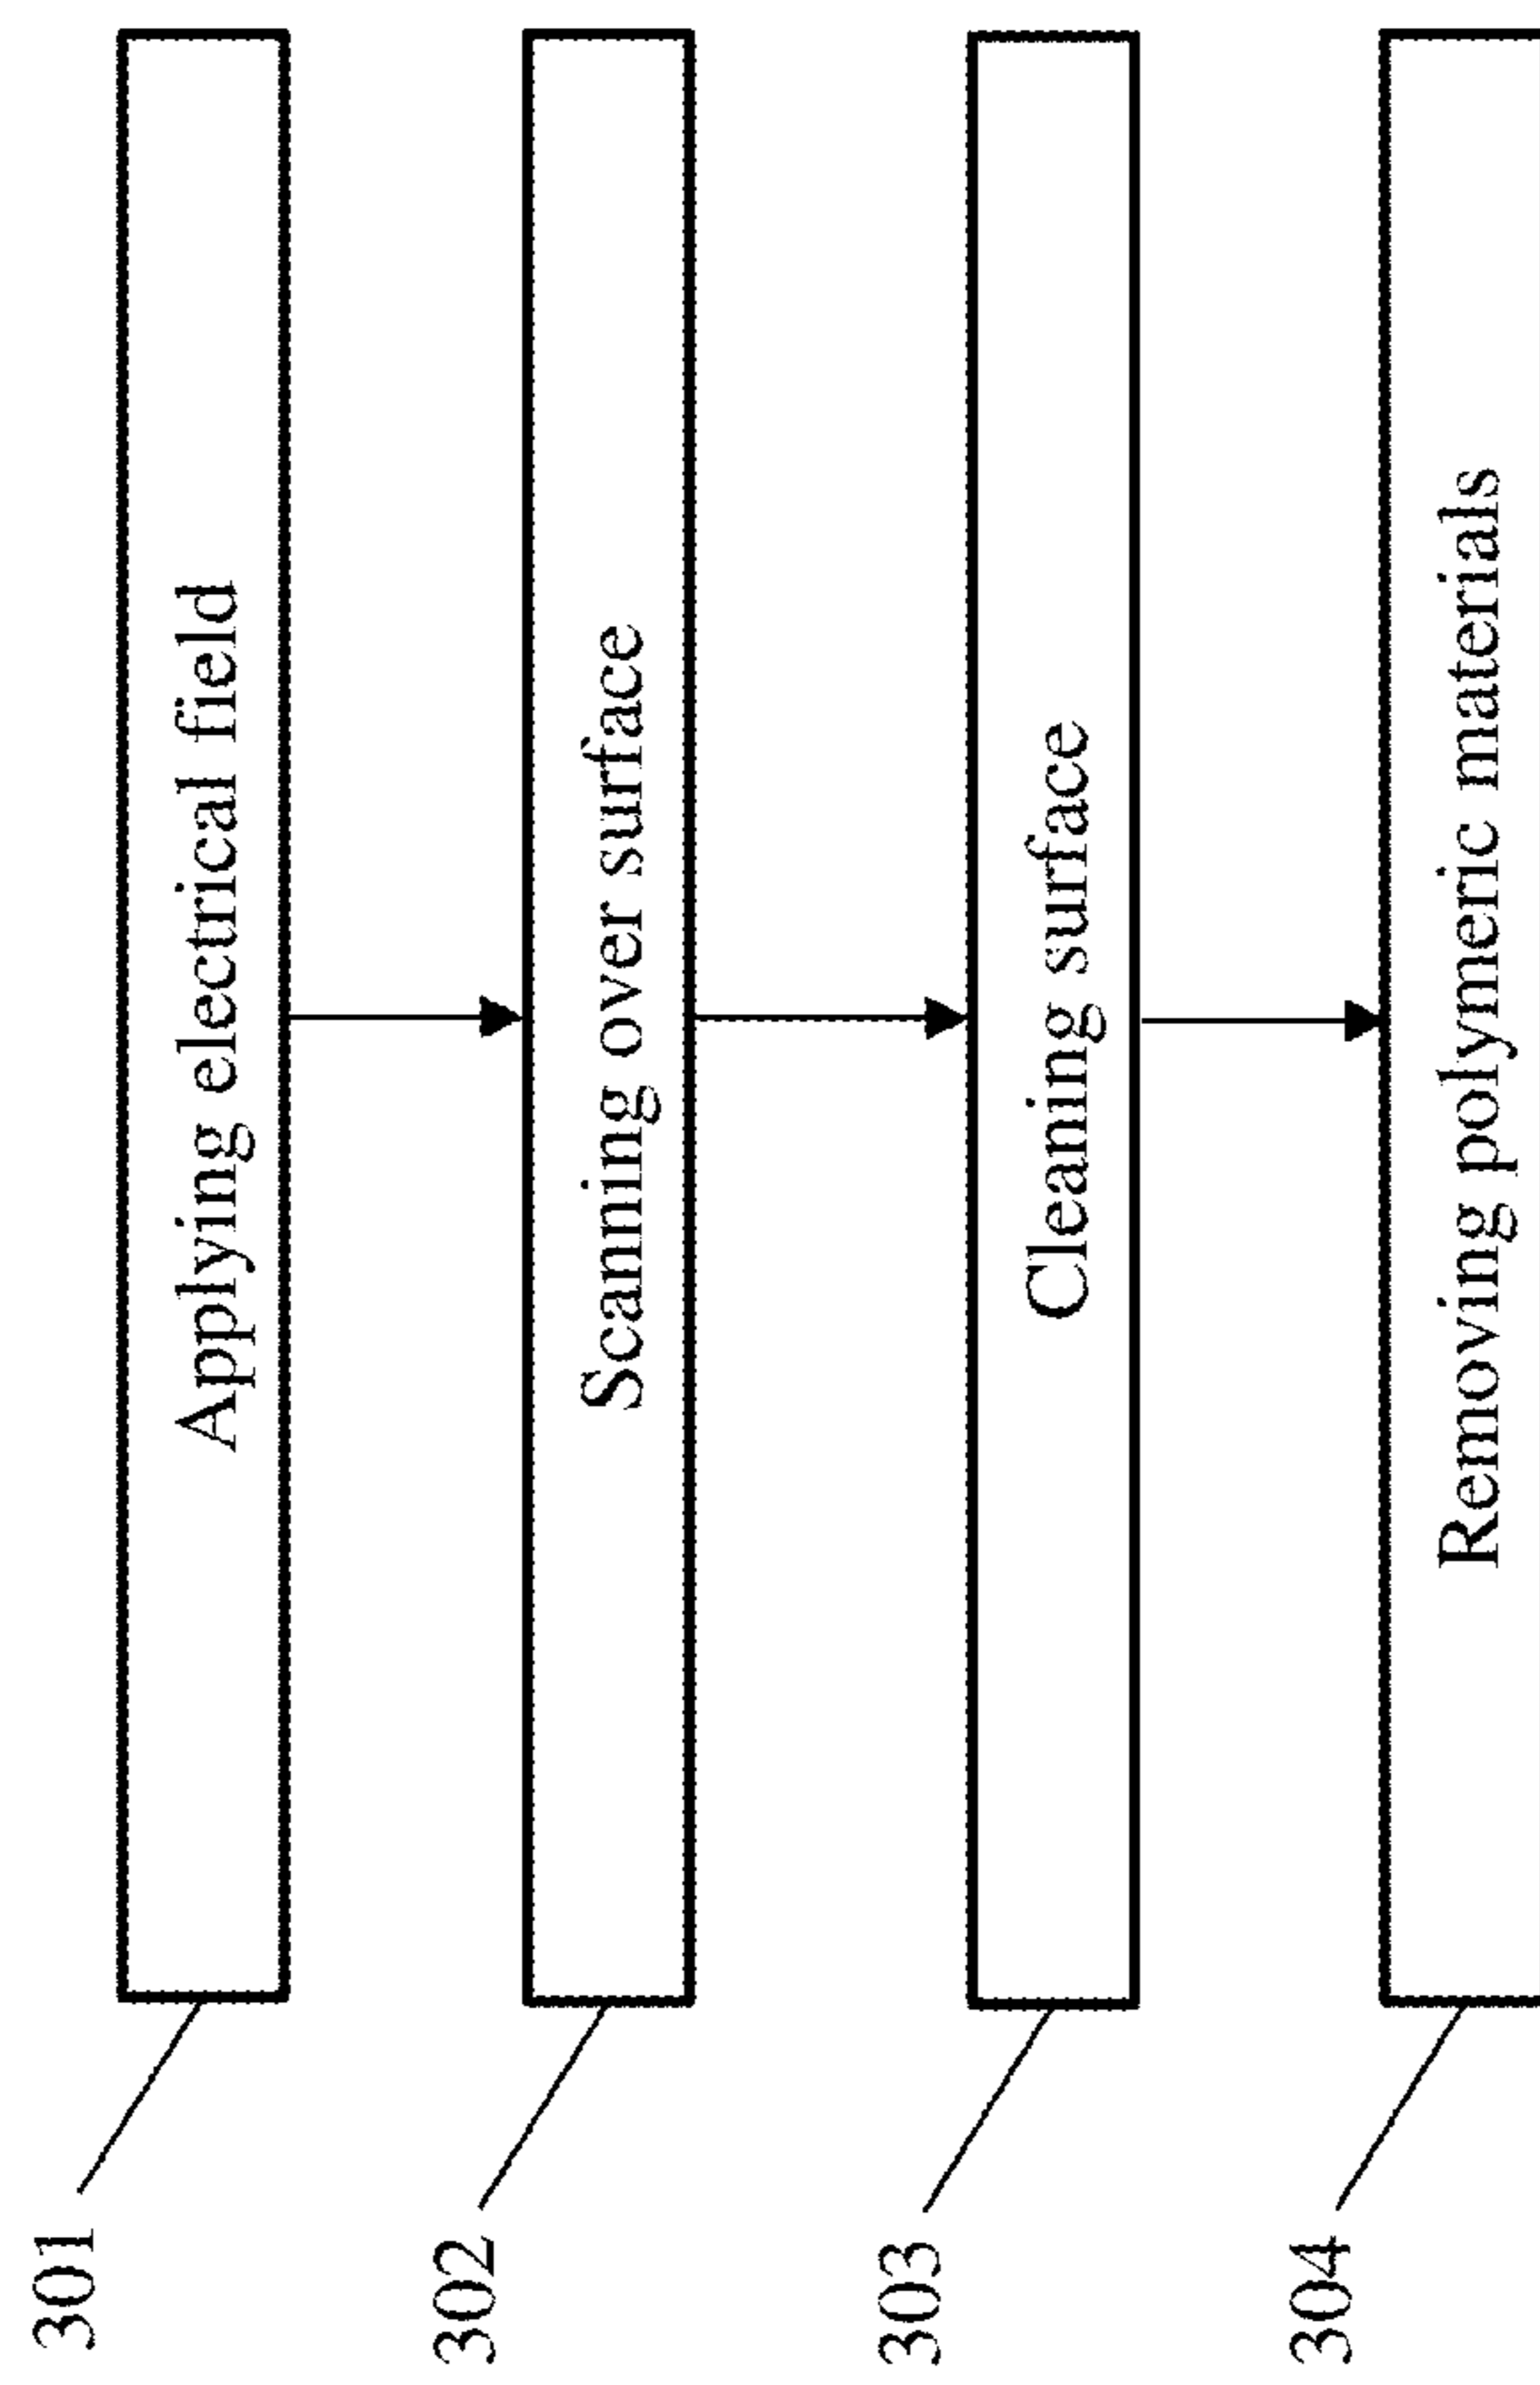 301
Applying electrical field
302
Scanning over surface
303
Cleaning surface
304
Removing polymeric materials